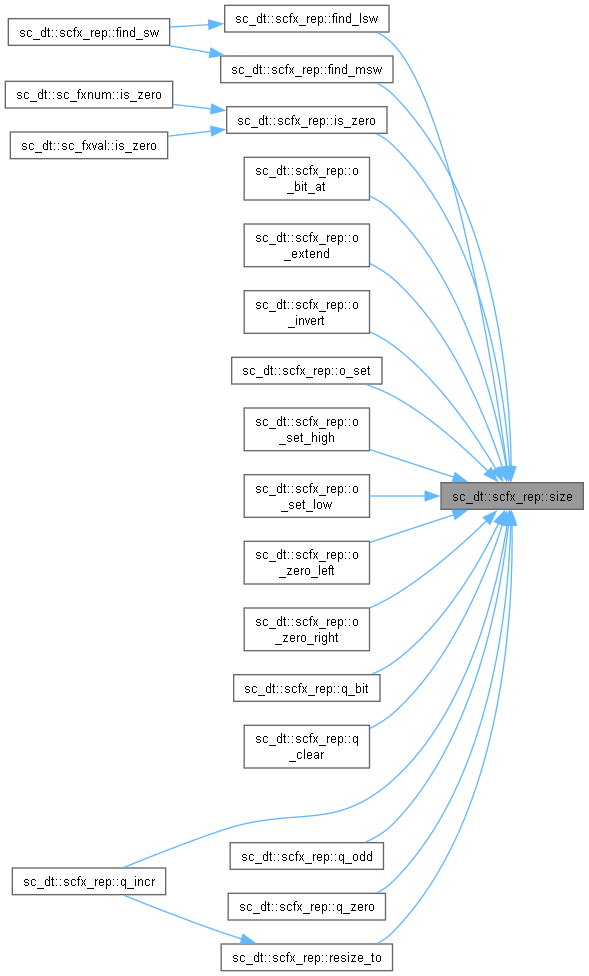 sc_dt::scfx_rep::find_lsw
sc_dt::scfx_rep::find_sw
sc_dt::scfx_rep::find_msw
sc_dt::sc_fxnum::is_zero
sc_dt::scfx_rep::is_zero
sc_dt::sc_fxval::is_zero
sc_dt::scfx_rep::o
_bit_at
sc_dt::scfx_rep::o
_extend
sc_dt::scfx_rep::o
_invert
sc_dt::scfx_rep::o_set
sc_dt::scfx_rep::o
_set_high
sc_dt::scfx_rep::size
sc_dt::scfx_rep::o
_set_low
sc_dt::scfx_rep::o
_zero_left
sc_dt::scfx_rep::o
_zero_right
sc_dt::scfx_rep::q_bit
sc_dt::scfx_rep::q
_clear
sc_dt::scfx_rep::q_odd
sc_dt::scfx_rep::q_incr
sc_dt::scfx_rep::q_zero
sc_dt::scfx_rep::resize_to